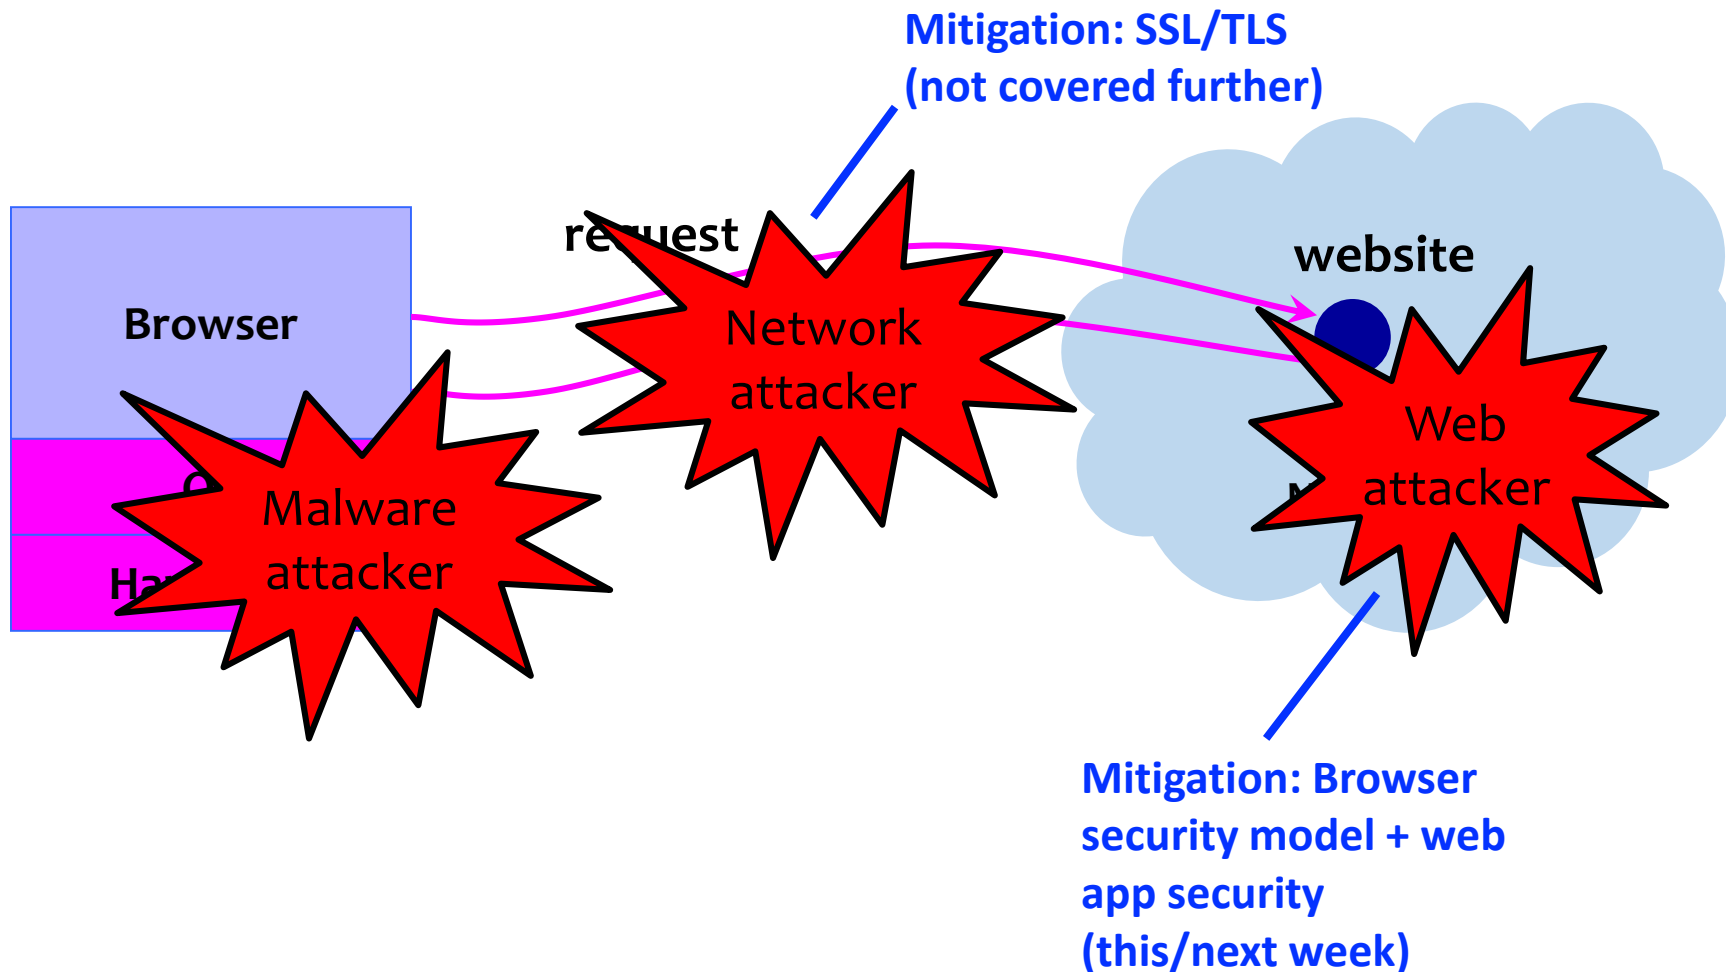 Mitigation: SSL/TLS
(not covered further)
request
website
Browser
Network
attacker
Web
attacker
Malware
attacker
Mitigation: Browser
security model + web
app security
(this/next week)